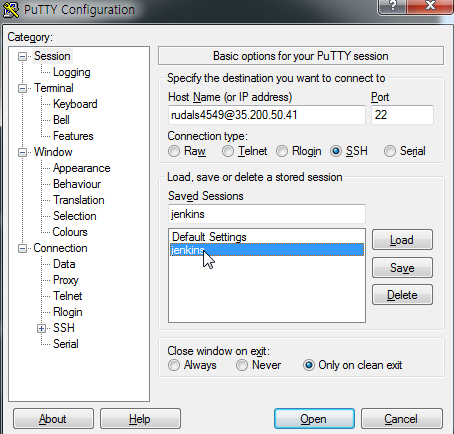 PuTTY Configuration
Category:
Session
Logging
Terminal
Keyboard
Bell
Features
Window
Appearance
Behaviour
Translation
Selection
Colours
Connection
Data
Proxy
Telnet
Rlogin
SSH
Serial
Basic options for your PuTTY session
Specify the destination you want to connect to
Host Name (or IP address) Port
rudals4549@35.200.50.41 22
Connection type:
Raw Telnet Rlogin SSH Serial
Load, save or delete a stored session
Saved Sessions
jenkins
Default Settings
jenkins
Load
Save
Delete
Close window on exit:
Always Never Only on clean exit
About Help Open Cancel